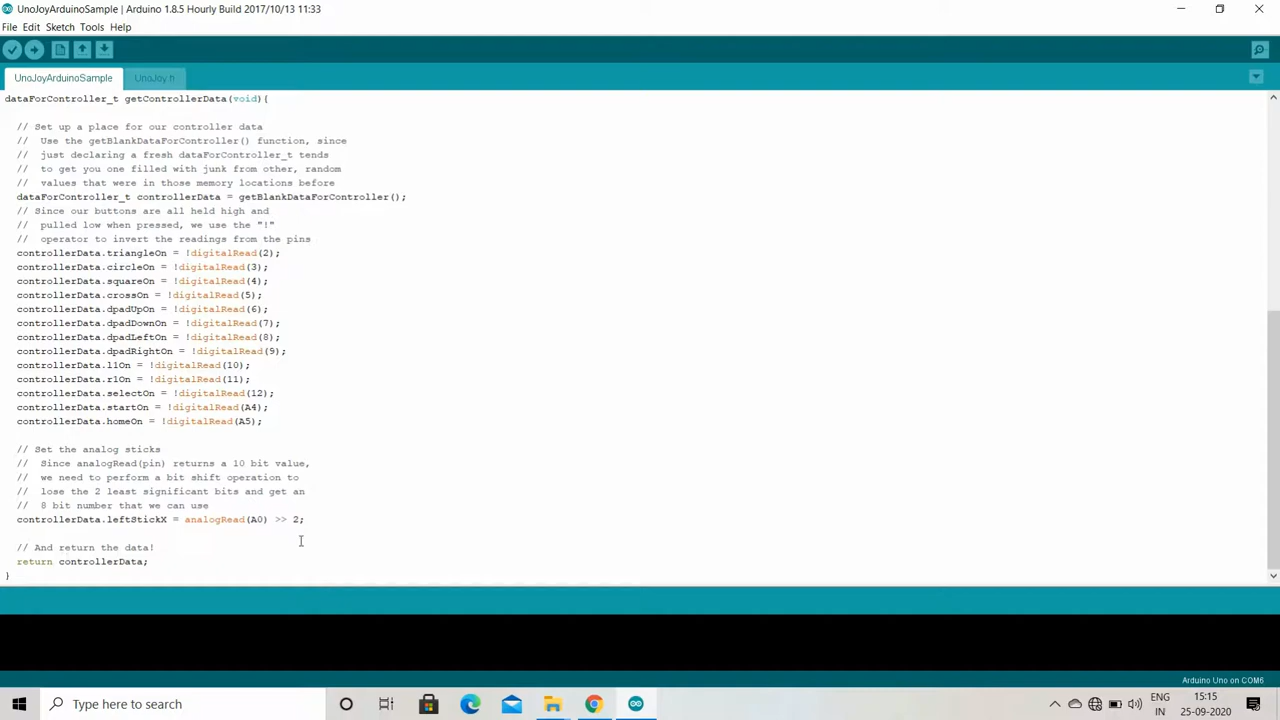 UnoJoyArduinoSample | Arduino 1.8.5 Hourly Build 2017/10/13 11:33
File Edit Sketch Tools Help
UnoJoyArduinoSample UnoJoy.h
dataForController_t getControllerData(void){
// Set up a place for our controller data
//  Use the getBlankDataForController() function, since
//  just declaring a fresh dataForController_t tends
//  to get you one filled with junk from other, random
//  values that were in those memory locations before
dataForController_t controllerData = getBlankDataForController();
// Since our buttons are all held high and
//  pulled low when pressed, we use the "!"
//  operator to invert the readings from the pins
controllerData.triangleOn = !digitalRead(2);
controllerData.circleOn = !digitalRead(3);
controllerData.squareOn = !digitalRead(4);
controllerData.crossOn = !digitalRead(5);
controllerData.dpadUpOn = !digitalRead(6);
controllerData.dpadDownOn = !digitalRead(7);
controllerData.dpadLeftOn = !digitalRead(8);
controllerData.dpadRightOn = !digitalRead(9);
controllerData.l1On = !digitalRead(10);
controllerData.r1On = !digitalRead(11);
controllerData.selectOn = !digitalRead(12);
controllerData.startOn = !digitalRead(A4);
controllerData.homeOn = !digitalRead(A5);
// Set the analog sticks
//  Since analogRead(pin) returns a 10 bit value,
//  we need to perform a bit shift operation to
//  lose the 2 least significant bits and get an
//  8 bit number that we can use
controllerData.leftStickX = analogRead(A0) >> 2;
// And return the data!
return controllerData;
}
Arduino Uno on COM6
Type here to search
ENG
IN
15:15
25-09-2020